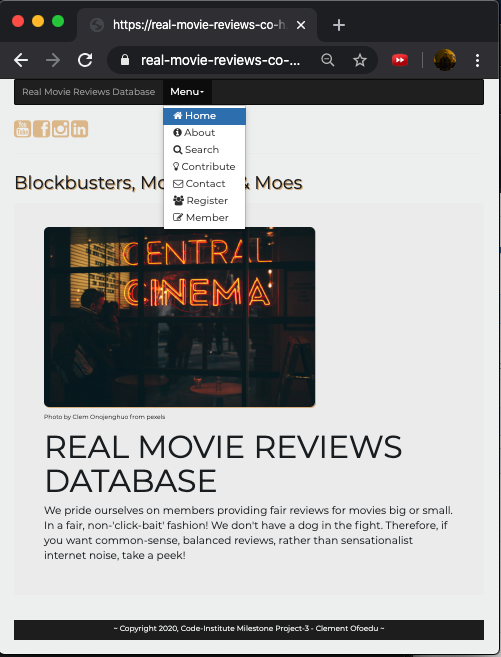 https://real-movie-reviews-co-h
real-movie-reviews-co-...
Real Movie Reviews Database
Menu
Home
About
Search
Contribute
Contact
Register
Member
You
Tube
Blockbusters, & Moes
CENTRAL
CINEMA
Photo by Clem Onojenghuo from pexels
REAL MOVIE REVIEWS
DATABASE
We pride ourselves on members providing fair reviews for movies big or small.
In a fair, non-'click-bait' fashion! We don't have a dog in the fight. Therefore, if
you want common-sense, balanced reviews, rather than sensationalist
internet noise, take a peek!
~ Copyright 2020, Code-Institute Milestone Project-3 - Clement Ofoedu ~